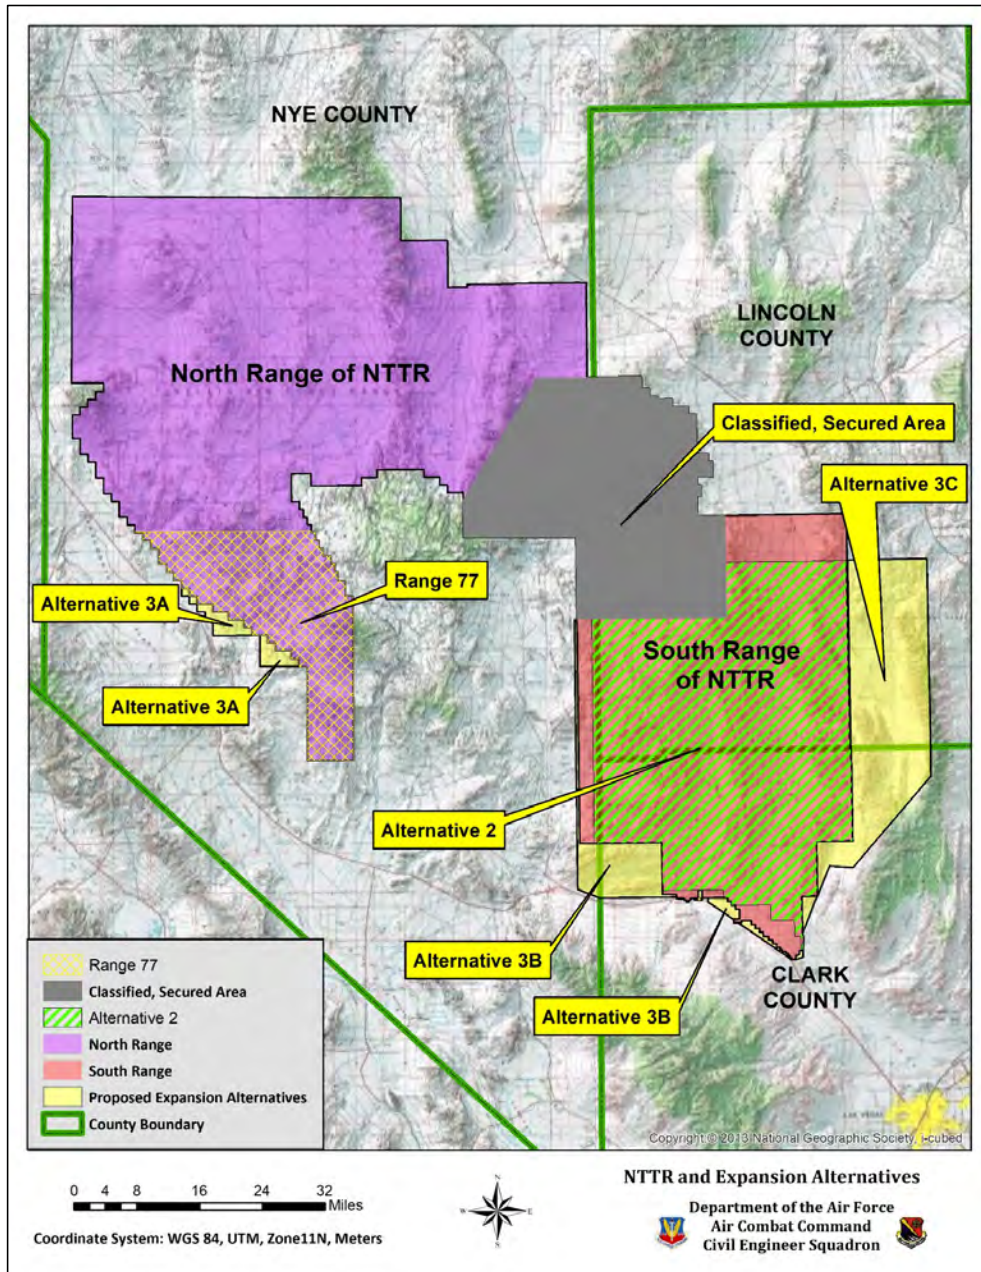 NYE COUNTY
LINCOLN
COUNTY
North Range of NTTR
Classified, Secured Area
Alternative 3C
Range 77
Alternative 3A
South Range
of NTTR
Alternative 3A
Alternative 2
Alternative 3B
CLARK
COUNTY
Alternative 3B
Range 77
Classified, Secured Area
Alternative 2
North Range
South Range
Proposed Expansion Alternatives
County Boundary
LAS VEGAS
Copyright:© 2013 National Geographic Society, i-cubed
0 4 8 16 24 32
Miles
Coordinate System: WGS 84, UTM, Zone11N, Meters
N
W E
S
NTTR and Expansion Alternatives
Department of the Air Force
Air Combat Command
Civil Engineer Squadron